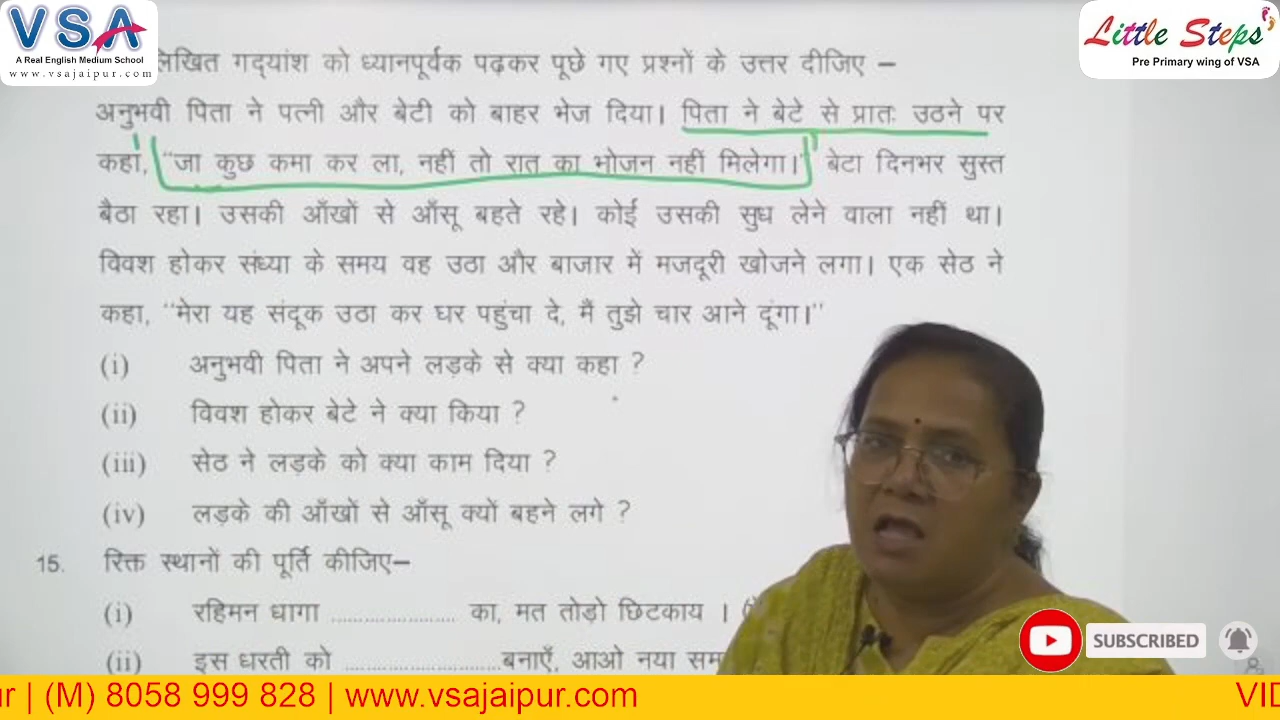 VSA
A Real English Medium School
www.vsajaipur.com
Little Steps
Pre Primary wing of VSA
लिखित गद्यांश को ध्यानपूर्वक पढ़कर पूछे गए प्रश्नों के उत्तर दीजिए –
अनुभवी पिता ने पत्नी और बेटी को बाहर भेज दिया। पिता ने बेटे से प्रातः उठने पर
कहा, ‘‘जा कुछ कमा कर ला, नहीं तो रात का भोजन नहीं मिलेगा।’’ बेटा दिनभर सुस्त
बैठा रहा। उसकी आँखों से आँसू बहते रहे। कोई उसकी सुध लेने वाला नहीं था।
विवश होकर संध्या के समय वह उठा और बाजार में मजदूरी खोजने लगा। एक सेठ ने
कहा, ‘‘मेरा यह संदूक उठा कर घर पहुंचा दे, मैं तुझे चार आने दूंगा।’’
(i) अनुभवी पिता ने अपने लड़के से क्या कहा ?
(ii) विवश होकर बेटे ने क्या किया ?
(iii) सेठ ने लड़के को क्या काम दिया ?
(iv) लड़के की आँखों से आँसू क्यों बहने लगे ?
15. रिक्त स्थानों की पूर्ति कीजिए–
(i) रहिमन धागा ........................ का, मत तोड़ो छिटकाय ।
(ii) इस धरती को ............................बनाएँ, आओ नया सम
SUBSCRIBED
ur | (M) 8058 999 828 | www.vsajaipur.com
VID